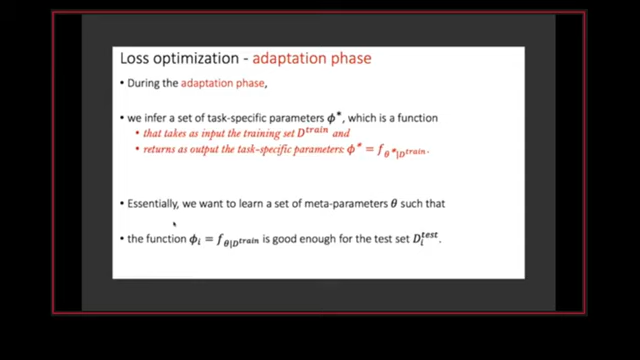 Loss optimization - adaptation phase
• During the adaptation phase,
• we infer a set of task-specific parameters ϕ*, which is a function
• that takes as input the training set D^train and
• returns as output the task-specific parameters: ϕ* = f_θ*|D^train.
• Essentially, we want to learn a set of meta-parameters θ such that
• the function ϕ_i = f_θ|D^train is good enough for the test set D_i^test.